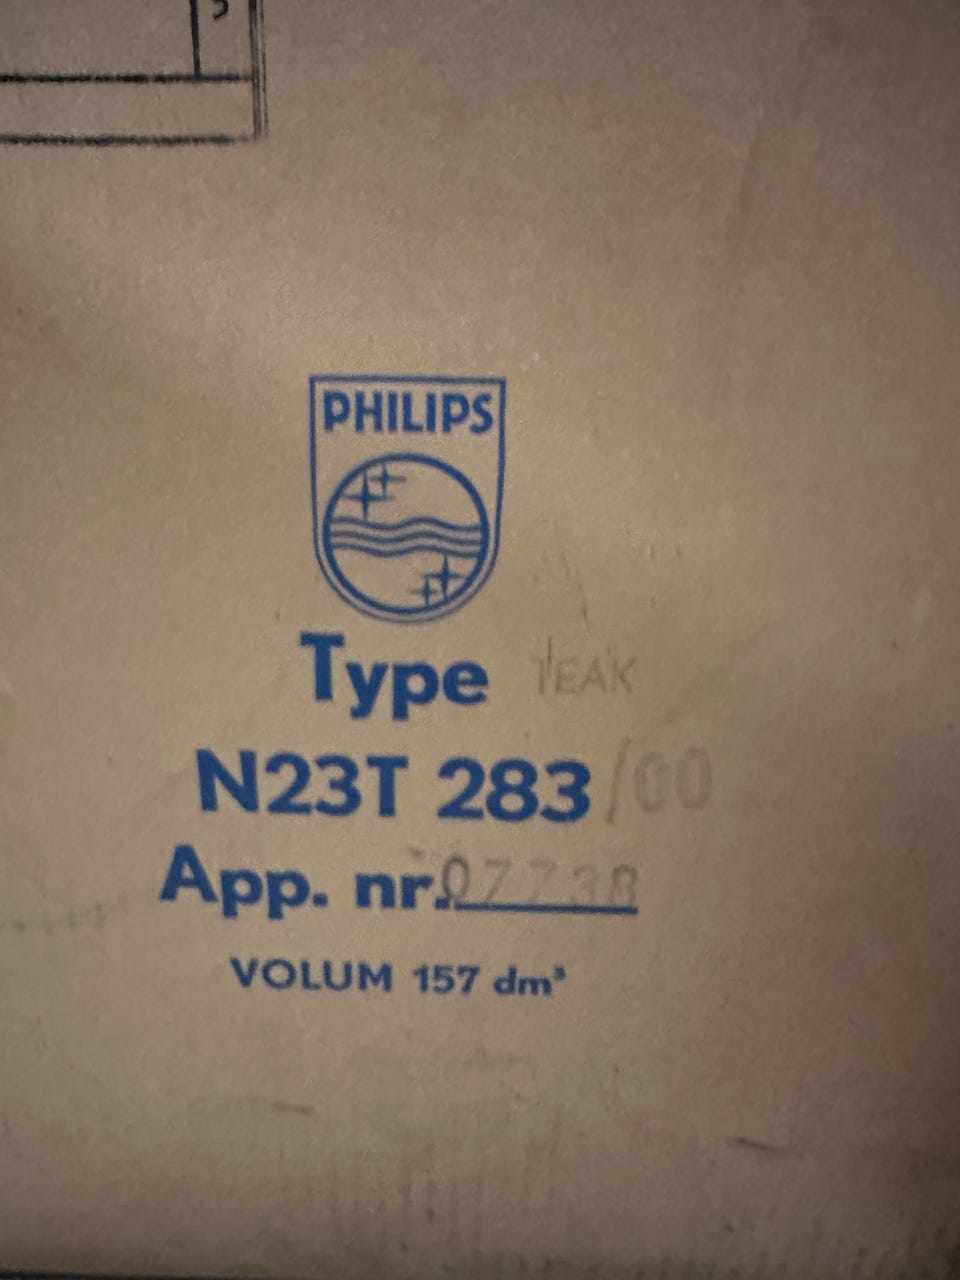 PHILIPS
Type TEAK
N23T 283/00
App. nr. 07738
VOLUM 157 dm³